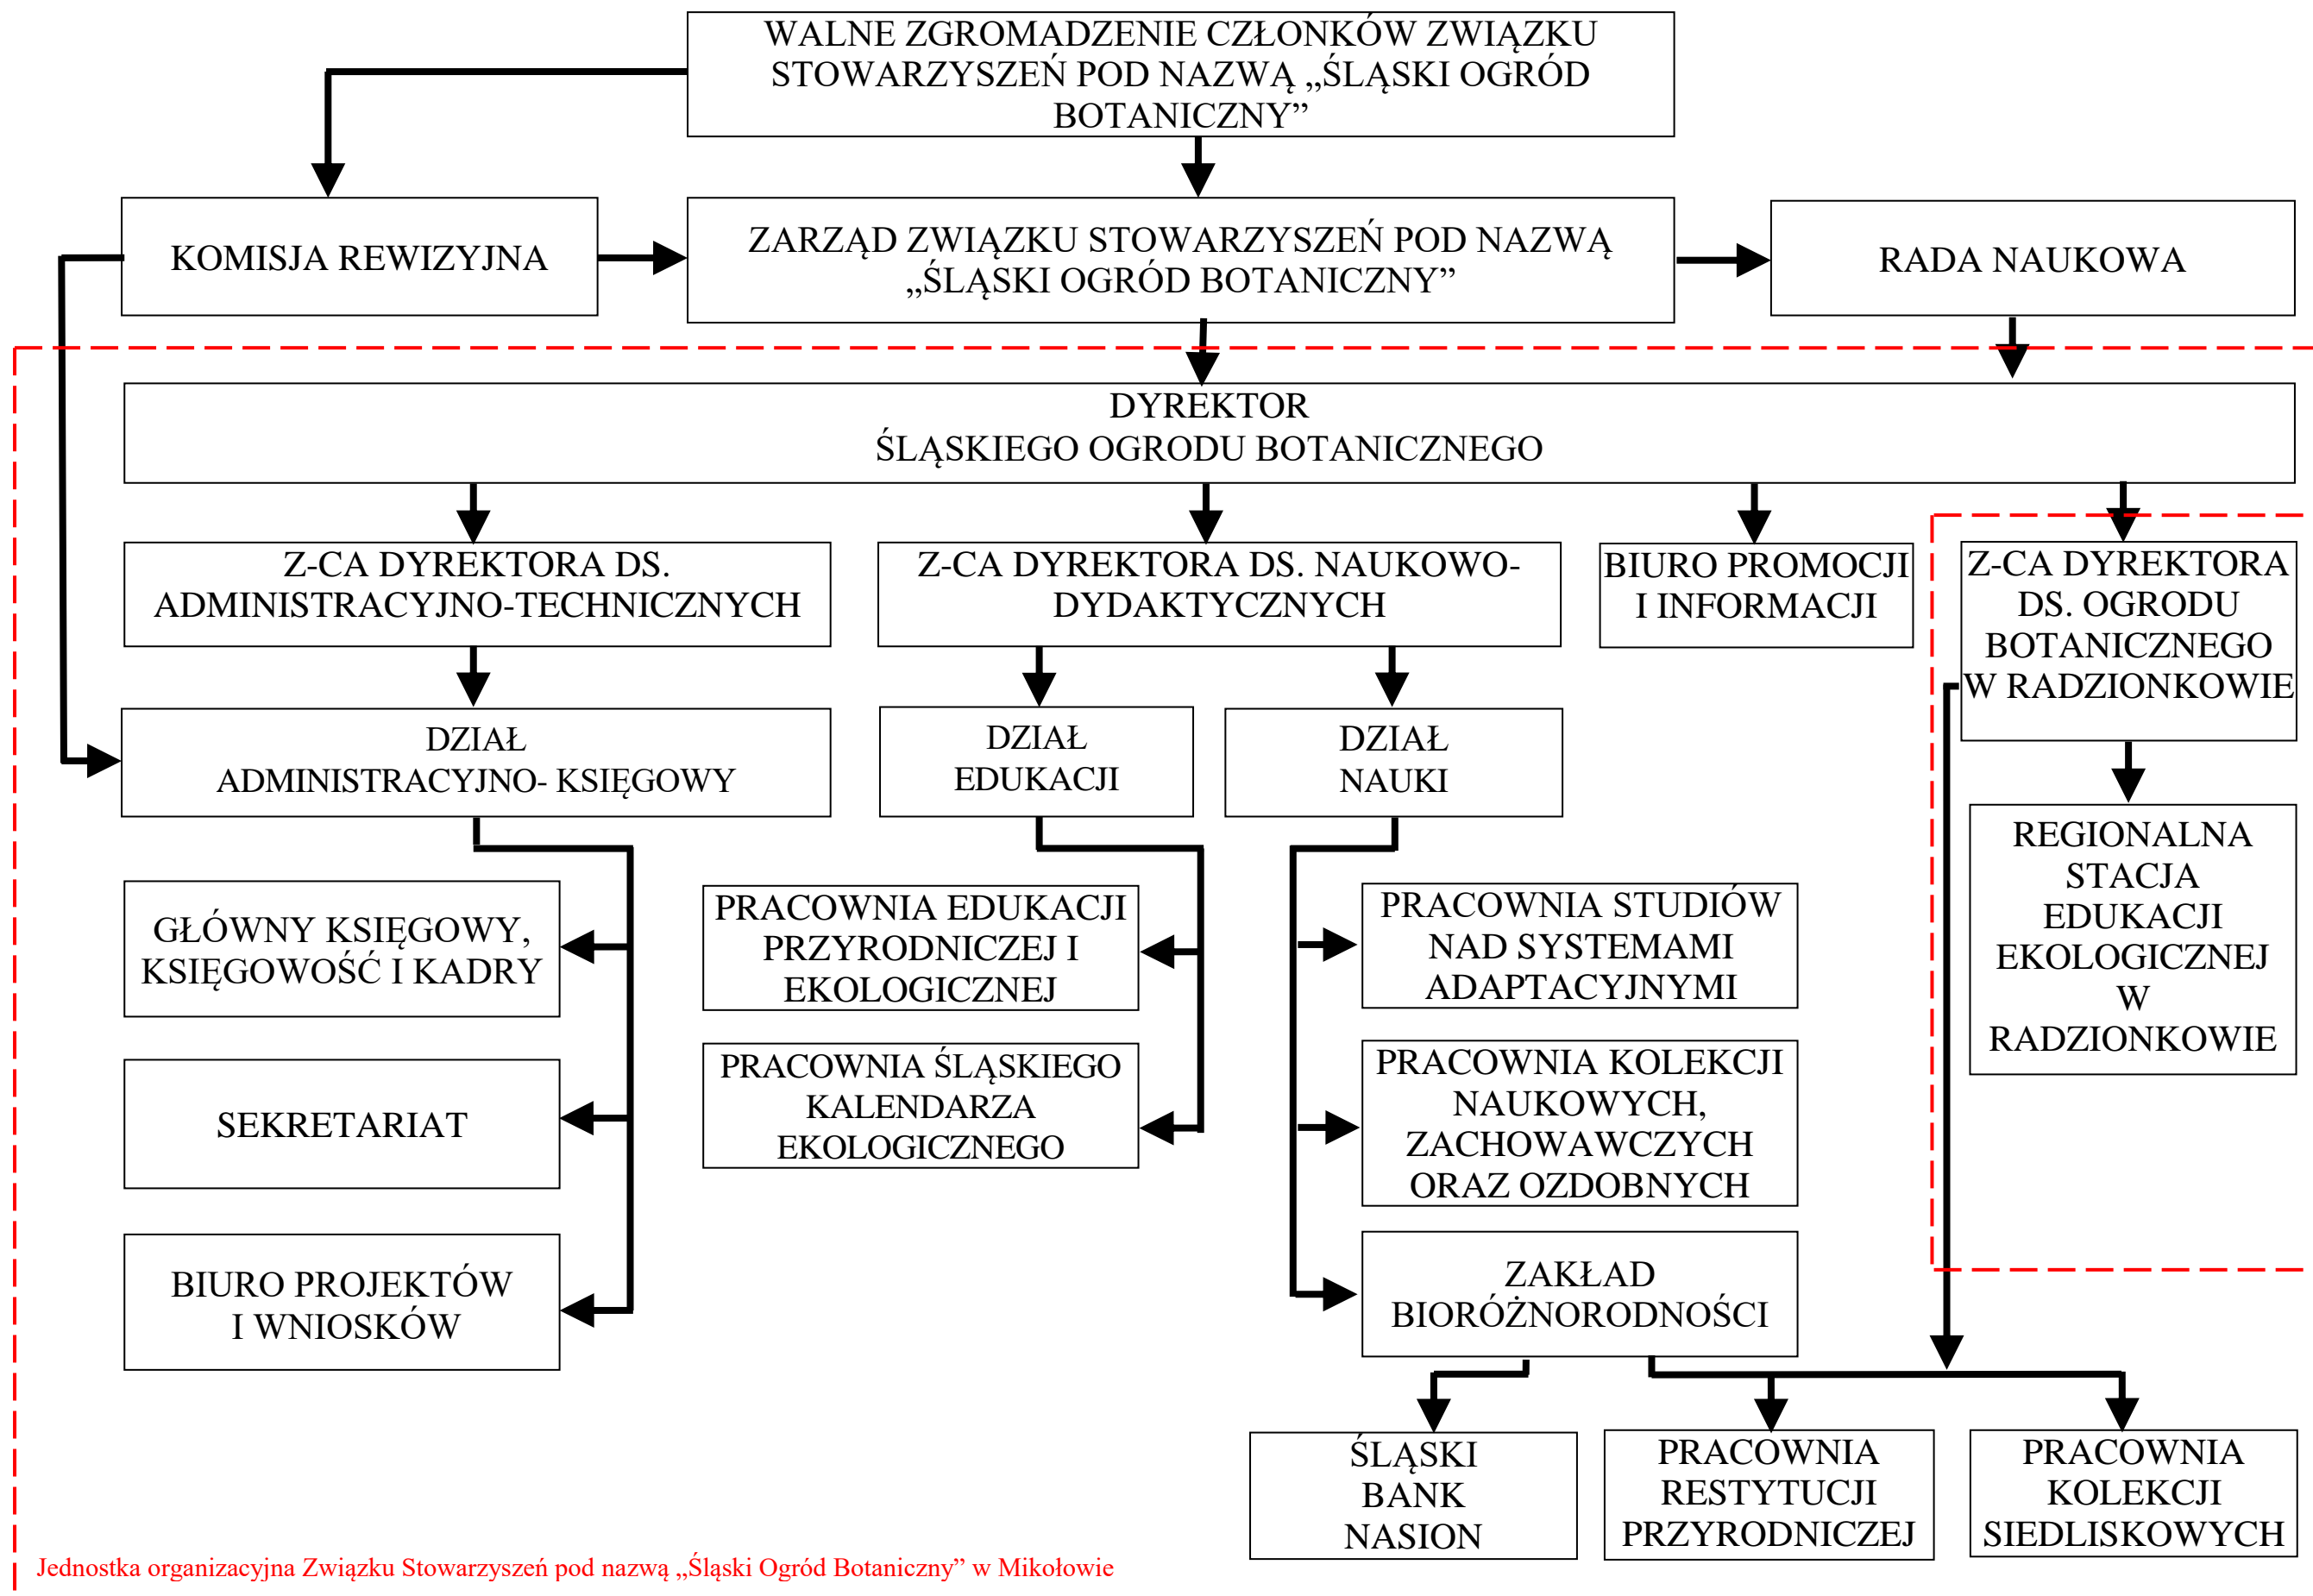 WALNE ZGROMADZENIE CZŁONKÓW ZWIĄZKU
STOWARZYSZEŃ POD NAZWĄ „ŚLĄSKI OGRÓD
BOTANICZNY”
KOMISJA REWIZYJNA
ZARZĄD ZWIĄZKU STOWARZYSZEŃ POD NAZWĄ
„ŚLĄSKI OGRÓD BOTANICZNY”
RADA NAUKOWA
DYREKTOR
ŚLĄSKIEGO OGRODU BOTANICZNEGO
Z-CA DYREKTORA DS.
ADMINISTRACYJNO-TECHNICZNYCH
Z-CA DYREKTORA DS. NAUKOWO-
DYDAKTYCZNYCH
BIURO PROMOCJI
I INFORMACJI
Z-CA DYREKTORA
DS. OGRODU
BOTANICZNEGO
W RADZIONKOWIE
DZIAŁ
ADMINISTRACYJNO- KSIĘGOWY
DZIAŁ
EDUKACJI
DZIAŁ
NAUKI
REGIONALNA
STACJA
EDUKACJI
EKOLOGICZNEJ
W
RADZIONKOWIE
GŁÓWNY KSIĘGOWY,
KSIĘGOWOŚĆ I KADRY
PRACOWNIA EDUKACJI
PRZYRODNICZEJ I
EKOLOGICZNEJ
PRACOWNIA STUDIÓW
NAD SYSTEMAMI
ADAPTACYJNYMI
SEKRETARIAT
PRACOWNIA ŚLĄSKIEGO
KALENDARZA
EKOLOGICZNEGO
PRACOWNIA KOLEKCJI
NAUKOWYCH,
ZACHOWAWCZYCH
ORAZ OZDOBNYCH
BIURO PROJEKTÓW
I WNIOSKÓW
ZAKŁAD
BIORÓŻNORODNOŚCI
ŚLĄSKI
BANK
NASION
PRACOWNIA
RESTYTUCJI
PRZYRODNICZEJ
PRACOWNIA
KOLEKCJI
SIEDLISKOWYCH
Jednostka organizacyjna Związku Stowarzyszeń pod nazwą „Śląski Ogród Botaniczny” w Mikołowie